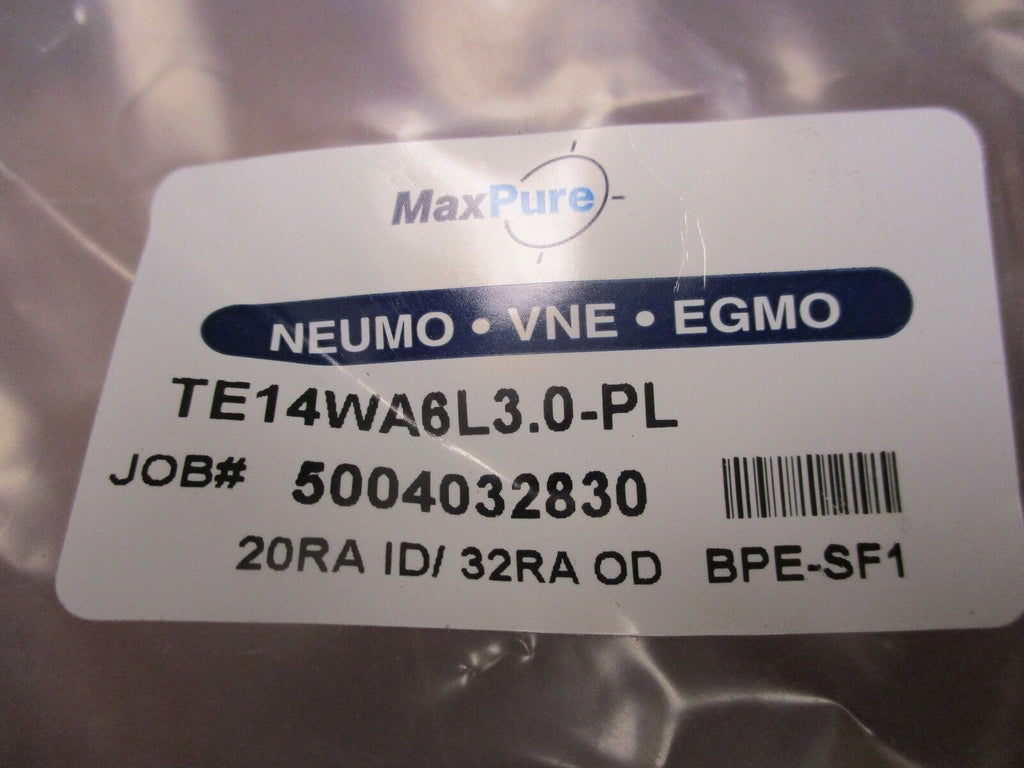 MaxPure
NEUMO • VNE • EGMO
TE14WA6L3.0-PL
JOB# 5004032830
20RA ID/ 32RA OD BPE-SF1